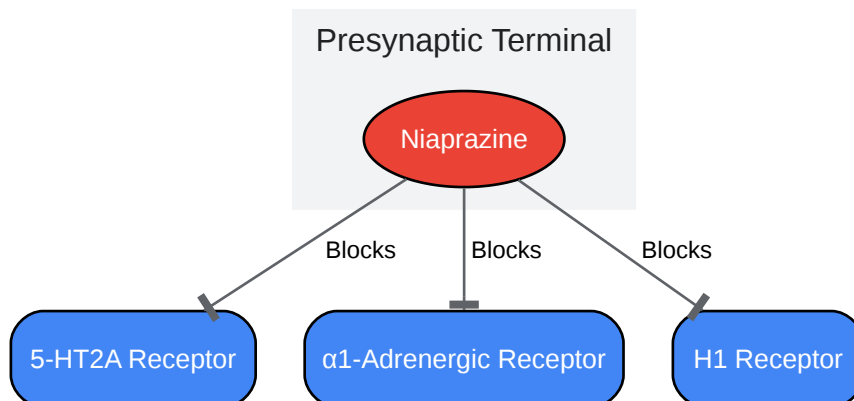 Presynaptic Terminal
Niaprazine
Blocks
Blocks
Blocks
5-HT2A Receptor
α1-Adrenergic Receptor
H1 Receptor